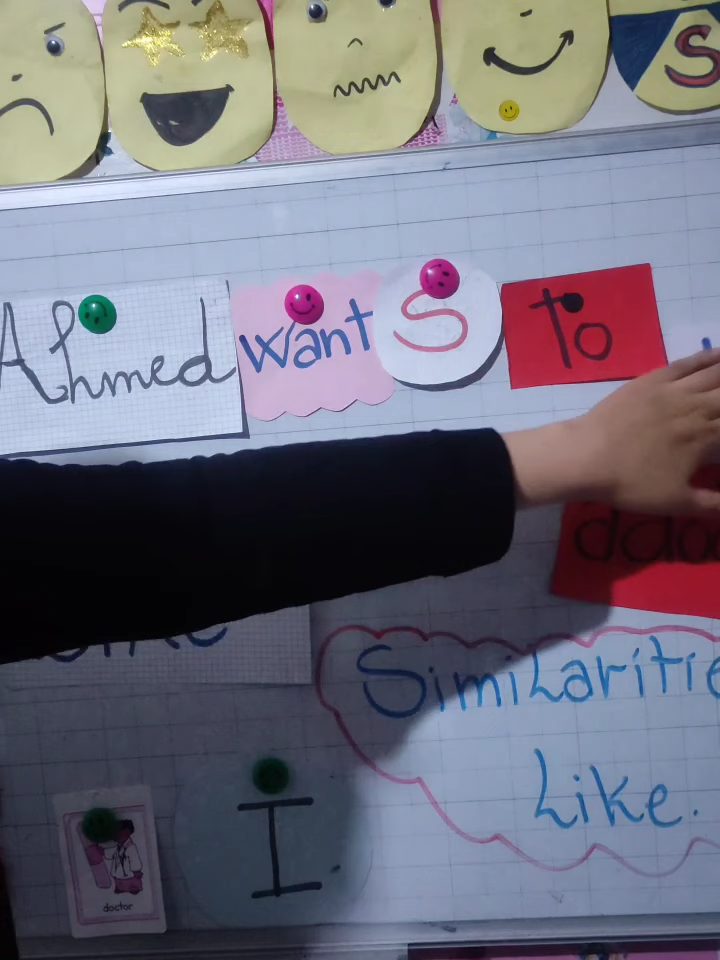 S
Ahmed want S To
Similaritie
Like.
I
doctor